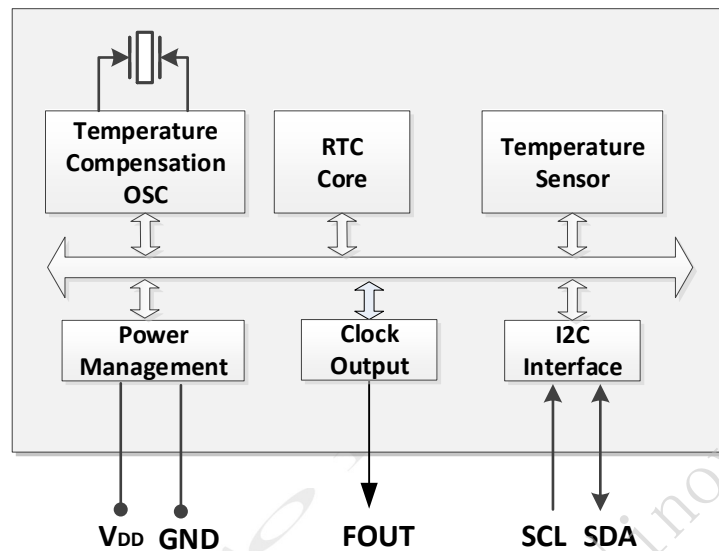 Temperature
Compensation
OSC
RTC
Core
Temperature
Sensor
Power
Management
Clock
Output
I2C
Interface
VDD GND
FOUT
SCL SDA